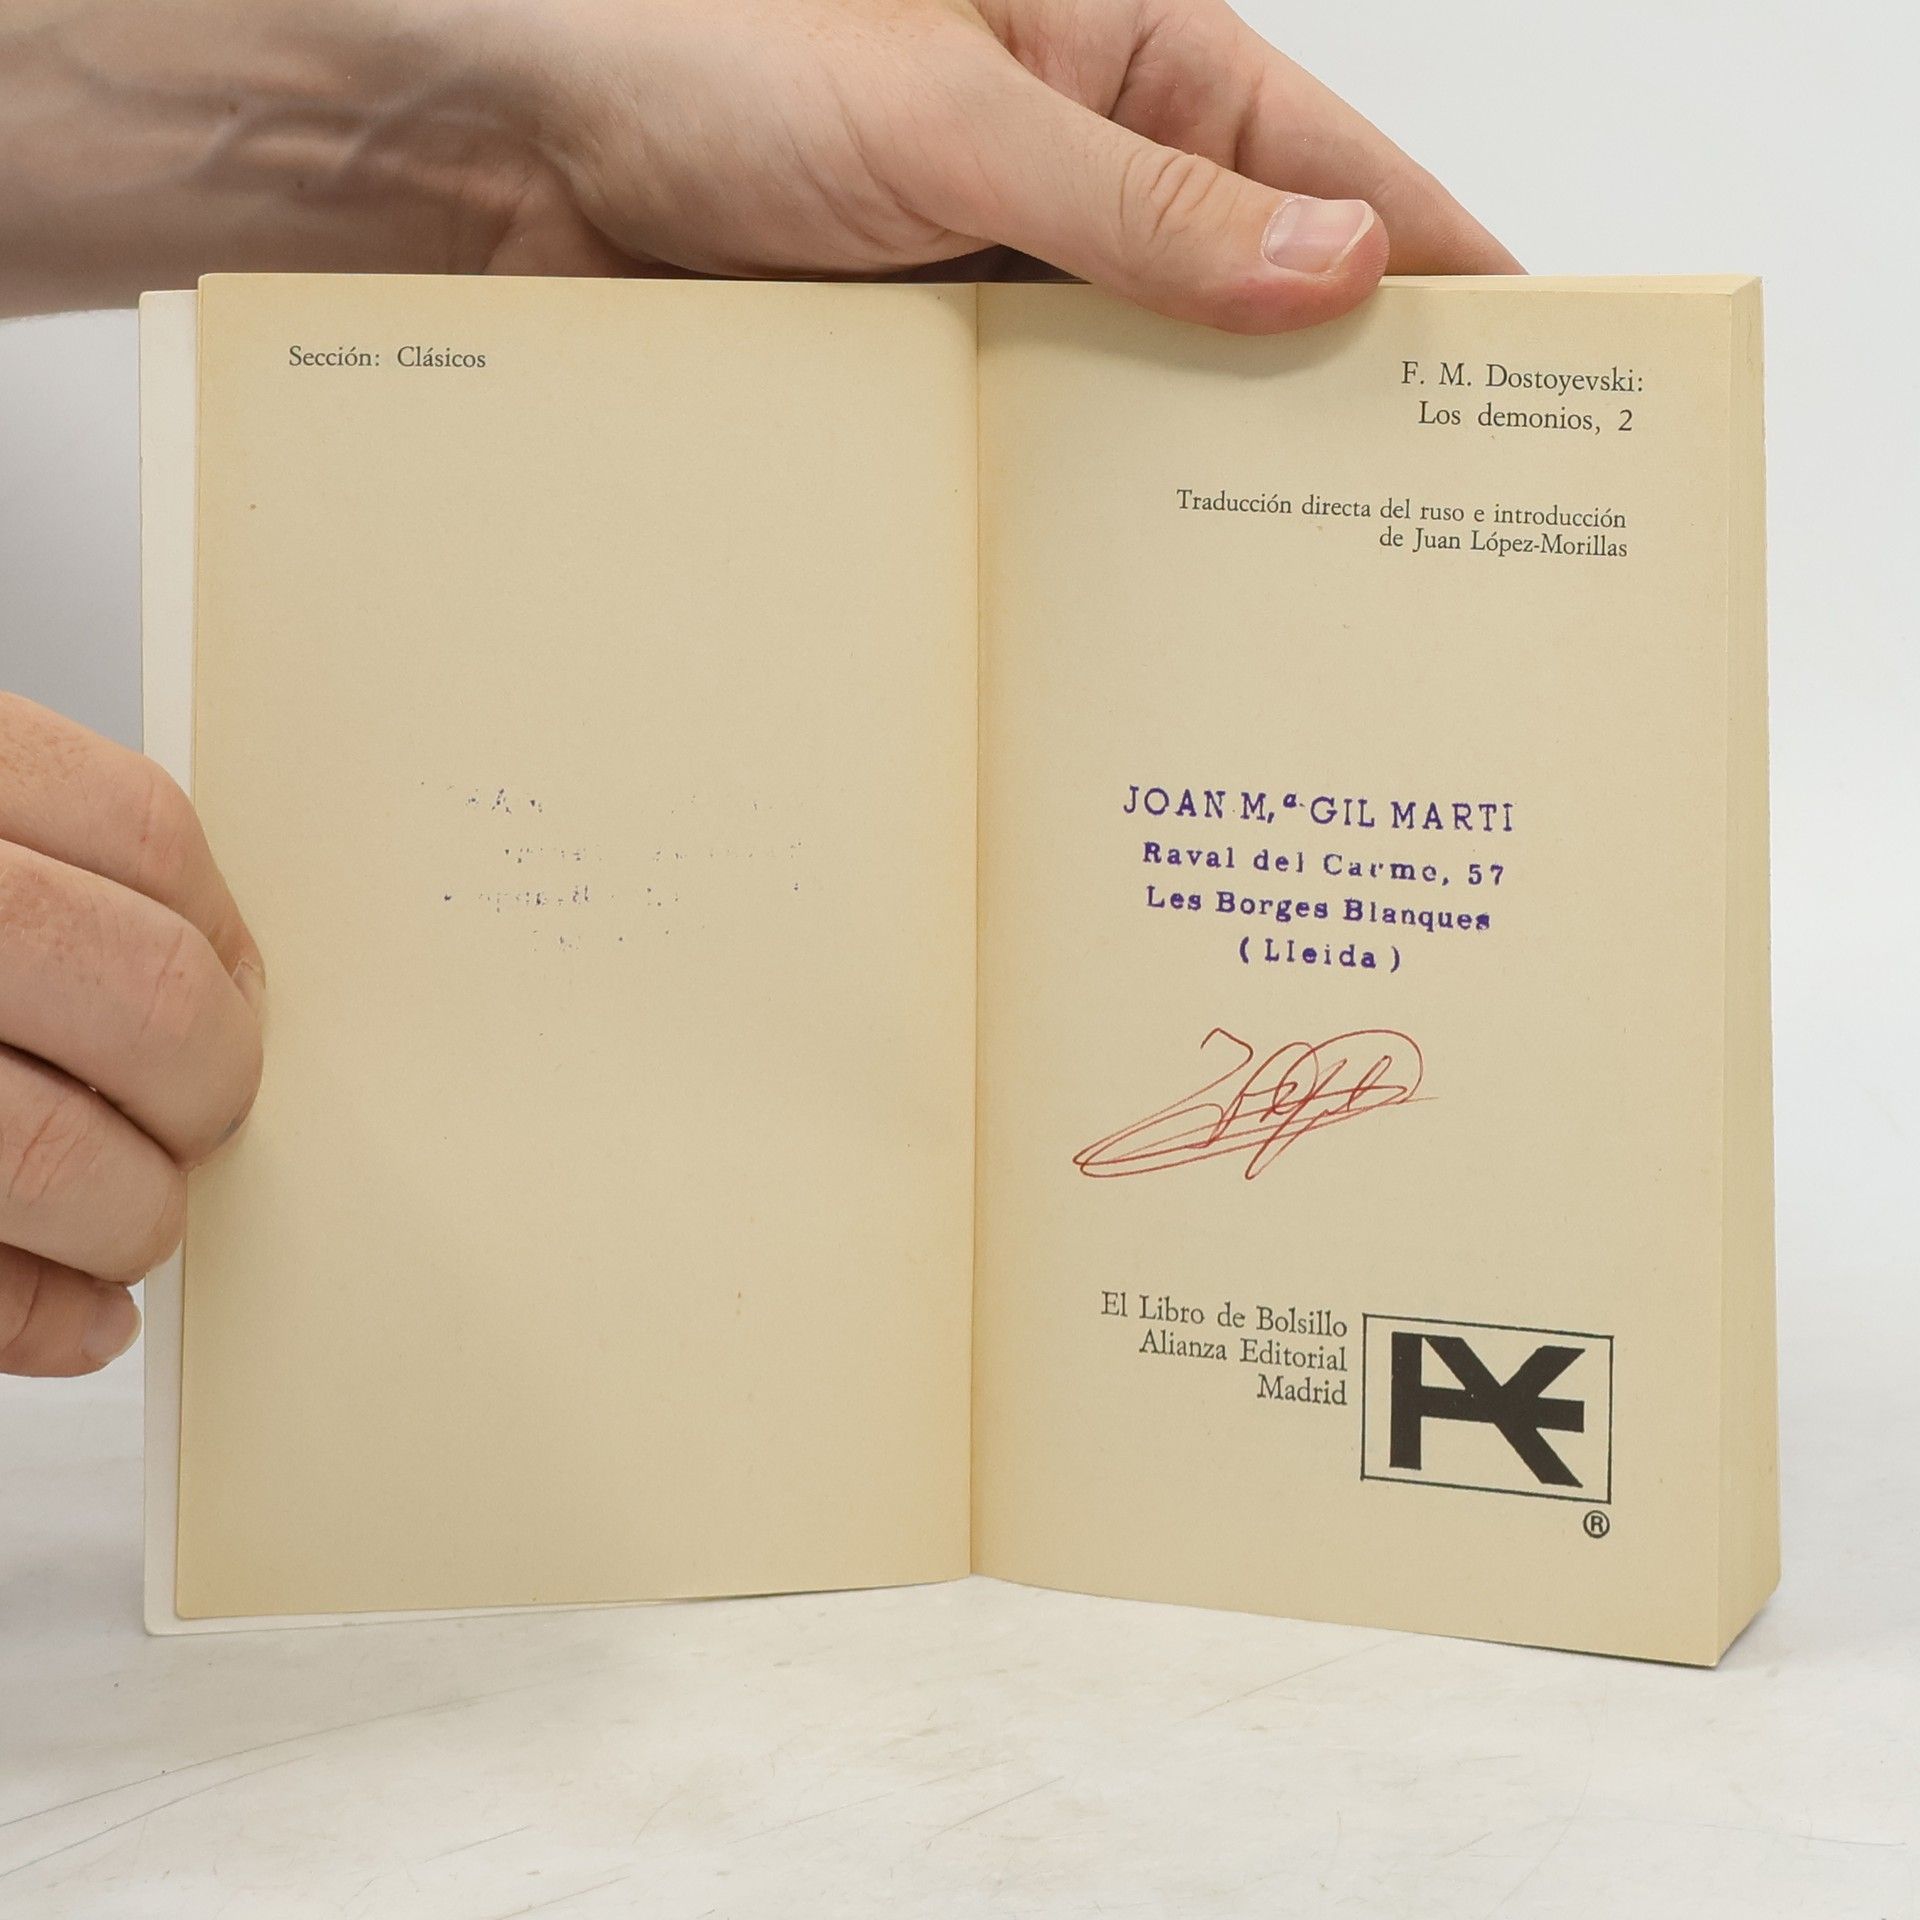 Sección: Clásicos
F. M. Dostoyevski:
Los demonios, 2
Traducción directa del ruso e introducción
de Juan López-Morillas
JOAN M,ª GIL MARTI
Raval del Carme, 57
Les Borges Blanques
( Lleida )
El Libro de Bolsillo
Alianza Editorial
Madrid
®